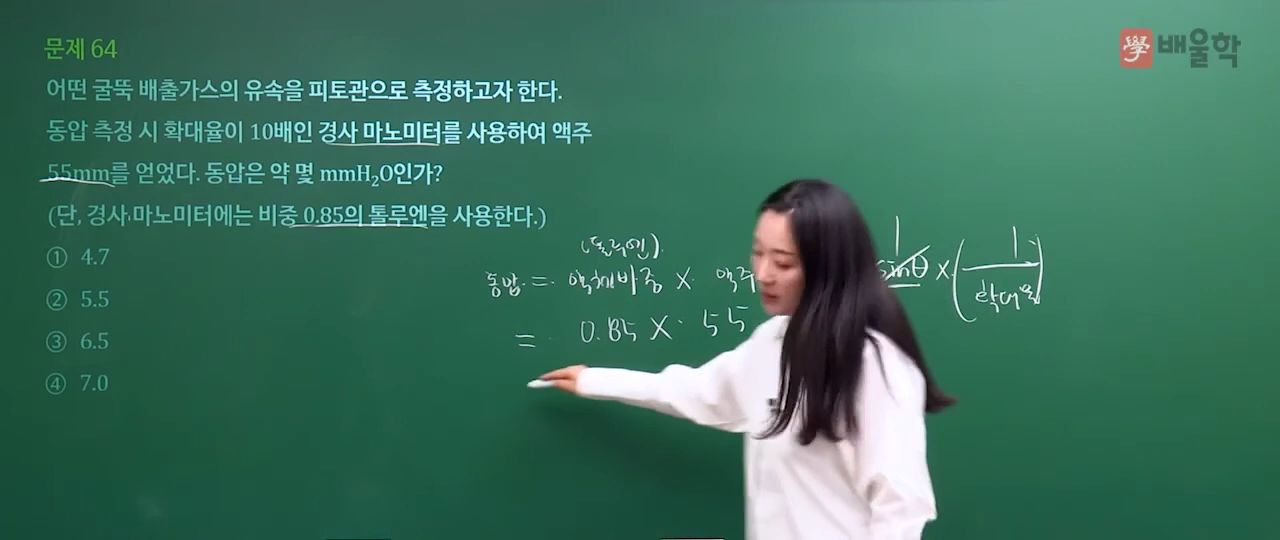 문제 64
學 배울학
어떤 굴뚝 배출가스의 유속을 피토관으로 측정하고자 한다.
동압 측정 시 확대율이 10배인 경사 마노미터를 사용하여 액주
55mm를 얻었다. 동압은 약 몇 mmH₂O인가?
(단, 경사 마노미터에는 비중 0.85의 톨루엔을 사용한다.)
① 4.7
② 5.5
③ 6.5
④ 7.0
(톨루엔)
동압 = 액체비중 × 액주 sinθ × (1/확대율)
1
= 0.85 × 55